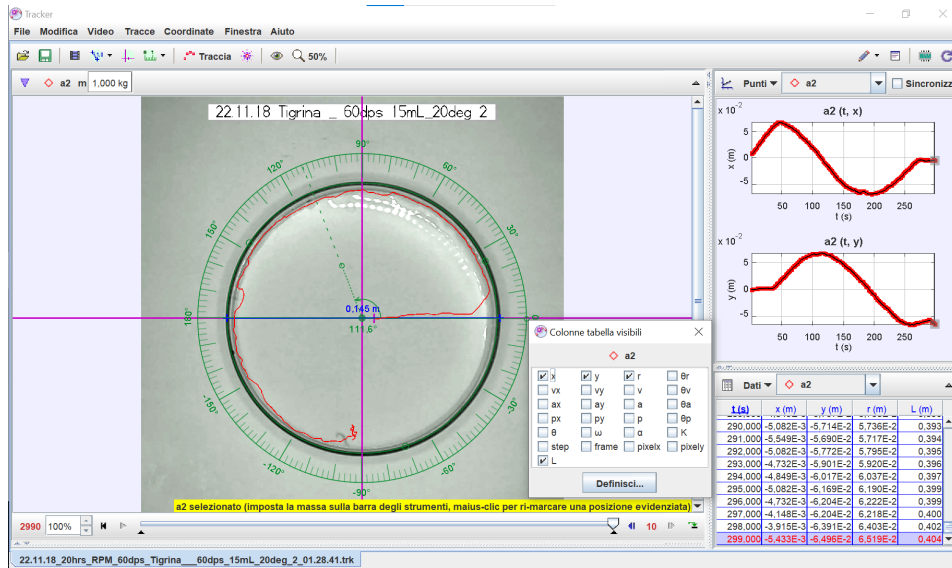 Tracker
File Modifica Video Tracce Coordinate Finestra Aiuto
Traccia 50%
a2 m 1,000 kg
22.11.18 Tigrina _ 60dps 15mL_20deg 2
90°
120°
60°
150°
30°
180°
0.145 m
111.6°
-150°
-30°
-120°
-60°
-90°
a2 selezionato (imposta la massa sulla barra degli strumenti, maius-clic per ri-marcare una posizione evidenziata)
2990 100% 10
22.11.18_20hrs_RPM_60dps_Tigrina___60dps_15mL_20deg_2_01.28.41.trk
Colonne tabella visibili
a2
x y r θr
vx vy v θv
ax ay a θa
px py p θp
θ ω α K
step frame pixelx pixely
L
Definisci...
Punti a2 Sincronizz
x 10⁻²
a2 (t, x)
5
0
-5
x (m)
50 100 150 200 250
t (s)
x 10⁻²
a2 (t, y)
5
0
-5
y (m)
50 100 150 200 250
t (s)
Dati a2
t (s) x (m) y (m) r (m) L (m)
290,000 -5,082E-3 -5,714E-2 5,736E-2 0,393
291,000 -5,549E-3 -5,690E-2 5,717E-2 0,394
292,000 -5,082E-3 -5,772E-2 5,795E-2 0,395
293,000 -4,732E-3 -5,901E-2 5,920E-2 0,396
294,000 -4,849E-3 -6,017E-2 6,037E-2 0,397
295,000 -5,082E-3 -6,169E-2 6,190E-2 0,399
296,000 -4,732E-3 -6,204E-2 6,222E-2 0,399
297,000 -4,148E-3 -6,204E-2 6,218E-2 0,400
298,000 -3,915E-3 -6,391E-2 6,403E-2 0,402
299,000 -5,433E-3 -6,496E-2 6,519E-2 0,404